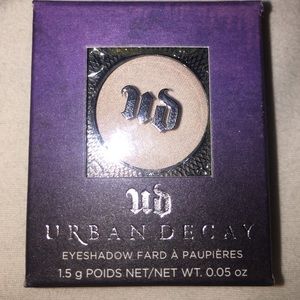 UD
UD
URBAN DECAY
EYESHADOW FARD À PAUPIÈRES
1.5 g POIDS NET/NET WT. 0.05 oz